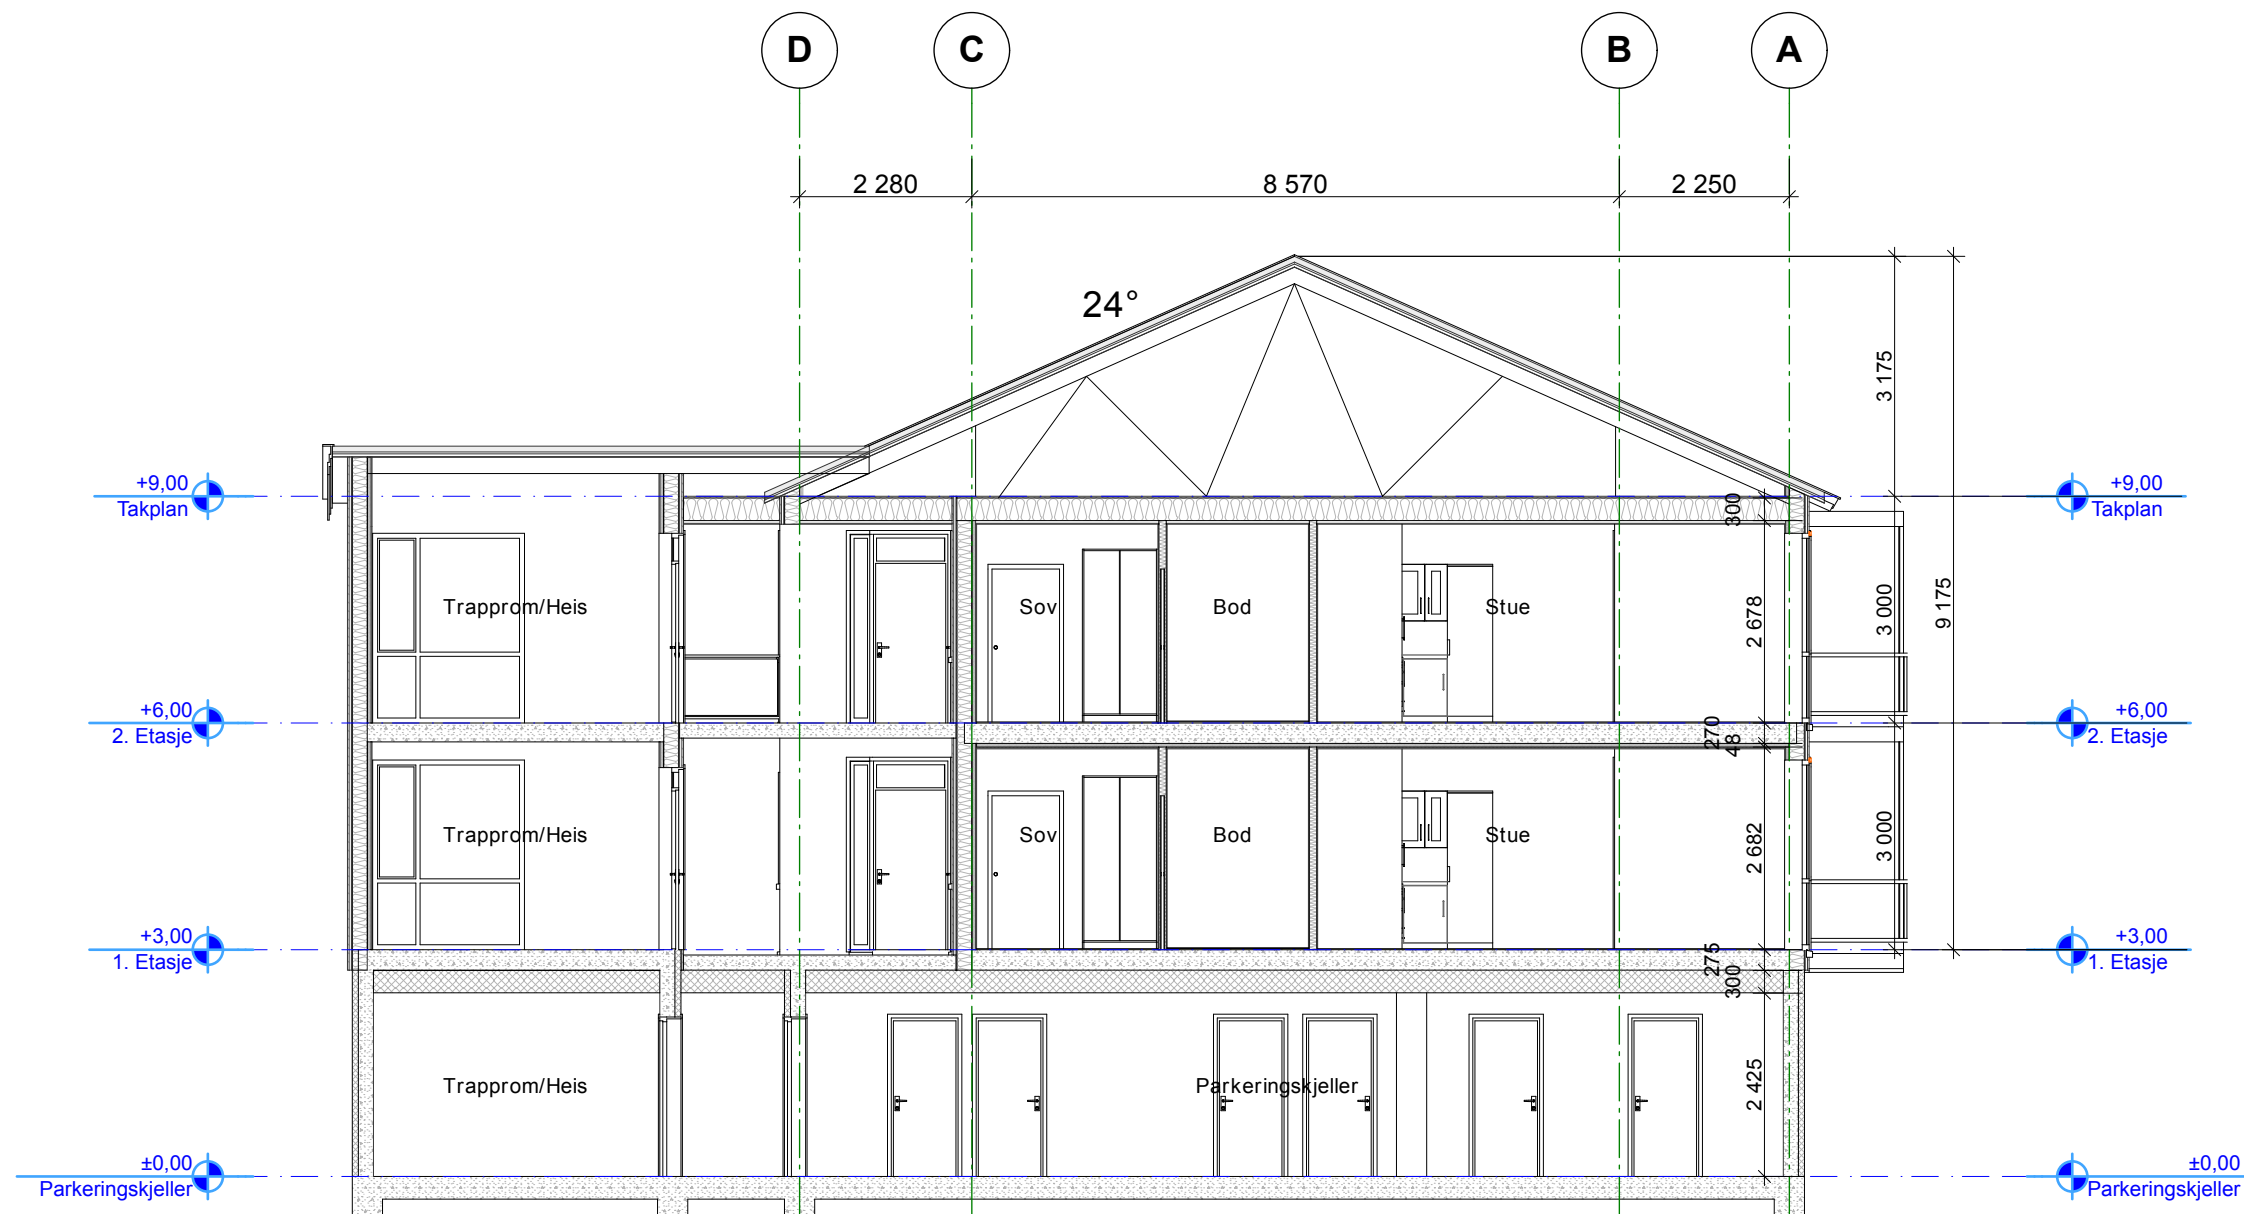 D
C
B
A
2 280
8 570
2 250
24°
3 175
+9,00
Takplan
+9,00
Takplan
300
Trapprom/Heis
Sov
Bod
Stue
2 678
3 000
9 175
+6,00
2. Etasje
+6,00
2. Etasje
270
48
Trapprom/Heis
Sov
Bod
Stue
2 682
3 000
+3,00
1. Etasje
+3,00
1. Etasje
275
300
Trapprom/Heis
Parkeringskjeller
2 425
±0,00
Parkeringskjeller
±0,00
Parkeringskjeller